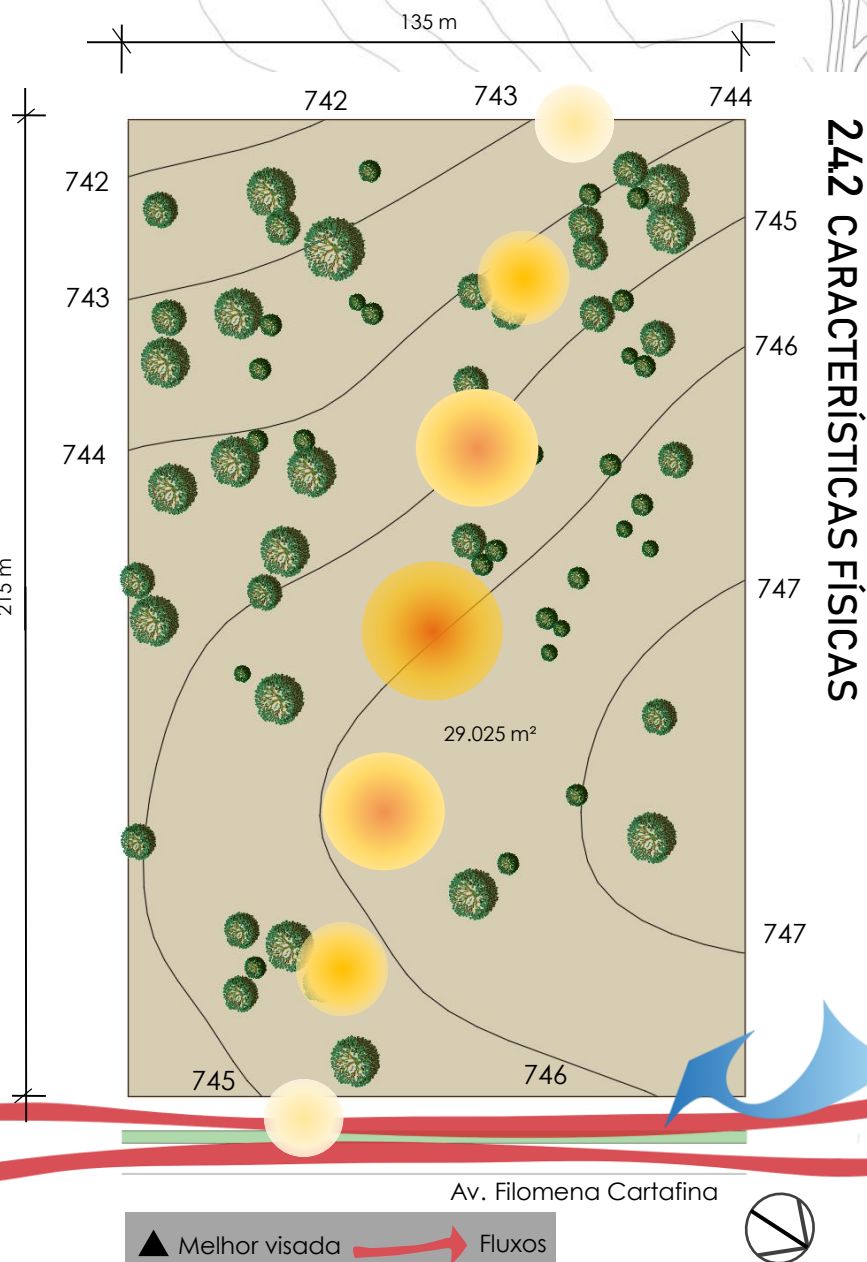 135 m
742
743
744
742
743
744
745
746
747
747
745
746
215 m
29.025 m²
2.4.2 CARACTERÍSTICAS FÍSICAS
Av. Filomena Cartafina
Melhor visada
Fluxos